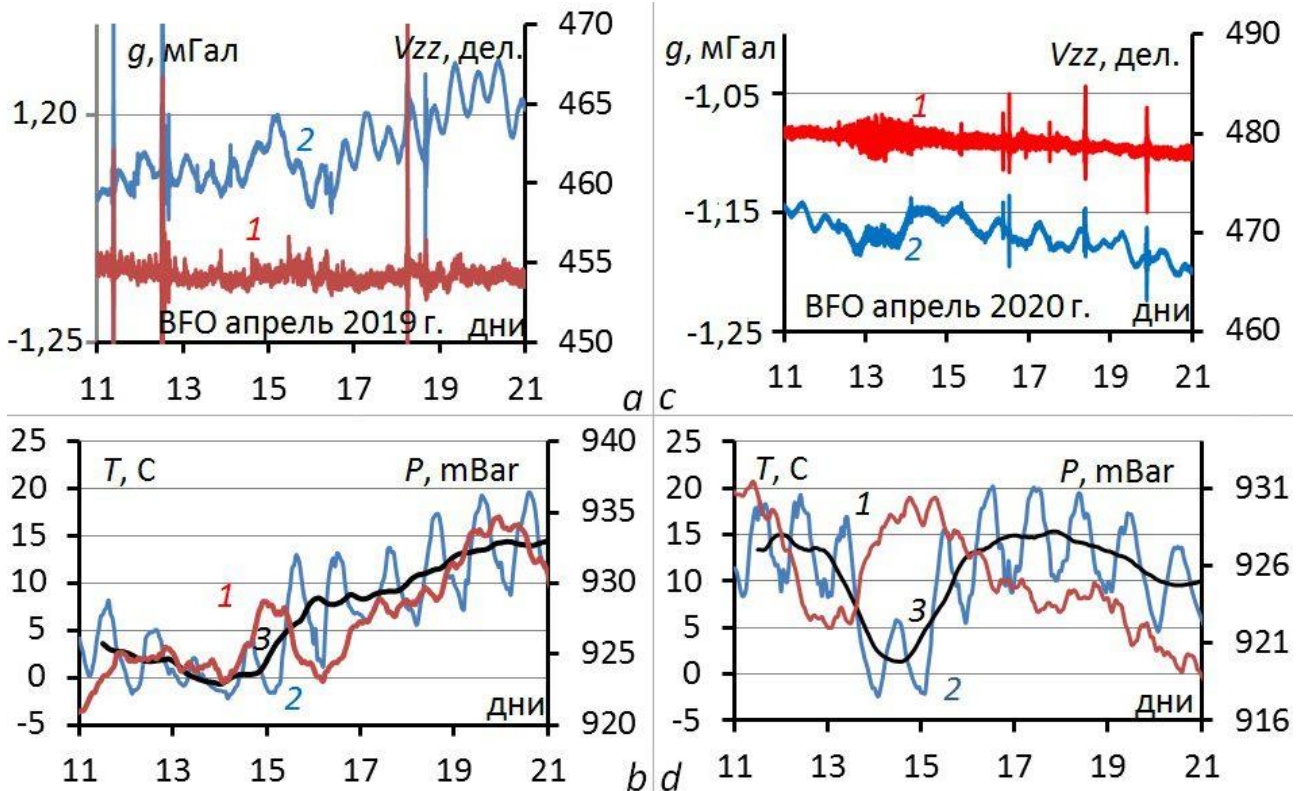 g, мГал
Vzz, дел.
470
465
460
455
450
1,20
-1,25
1
2
BFO апрель 2019 г.
дни
11 13 15 17 19 21
a
g, мГал
Vzz, дел.
490
480
470
460
-1,05
-1,15
-1,25
1
2
BFO апрель 2020 г.
дни
11 13 15 17 19 21
c
T, C
P, mBar
25
20
15
10
5
0
-5
940
935
930
925
920
1
3
2
дни
11 13 15 17 19 21
b
T, C
P, mBar
25
20
15
10
5
0
-5
931
926
921
916
1
3
2
дни
11 13 15 17 19 21
d